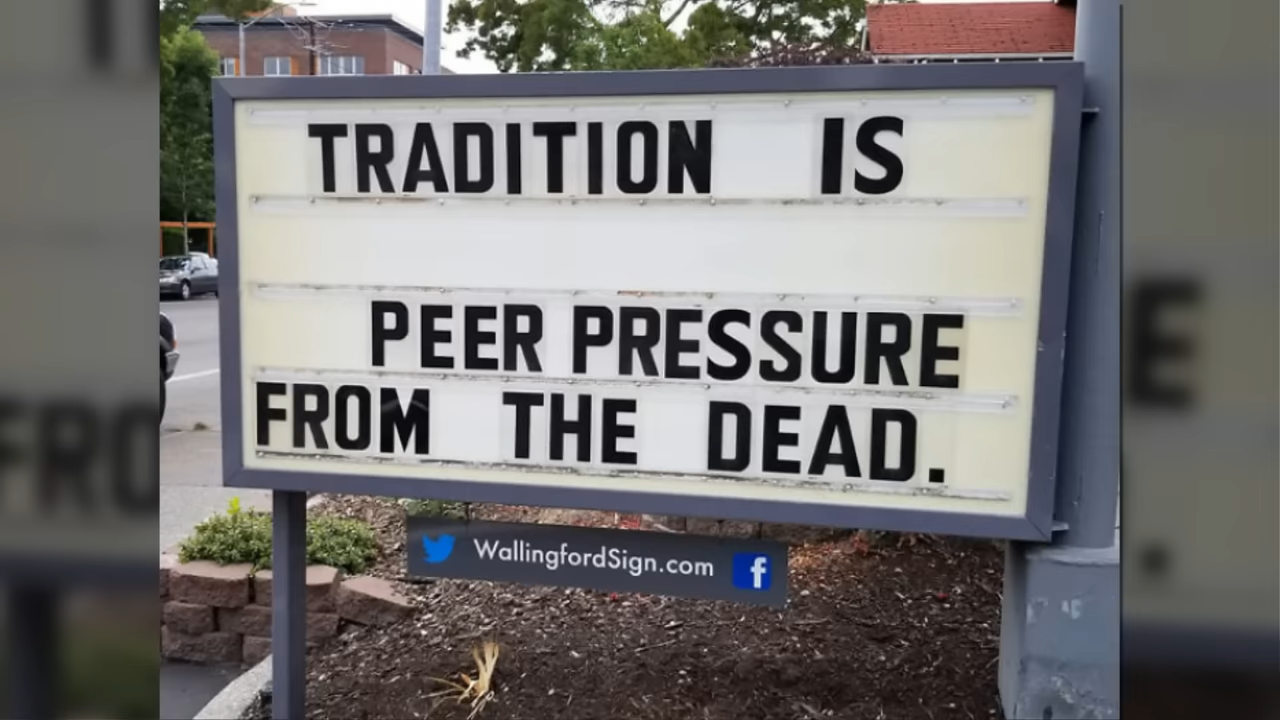 TRADITION IS
PEER PRESSURE
FROM THE DEAD.
WallingfordSign.com